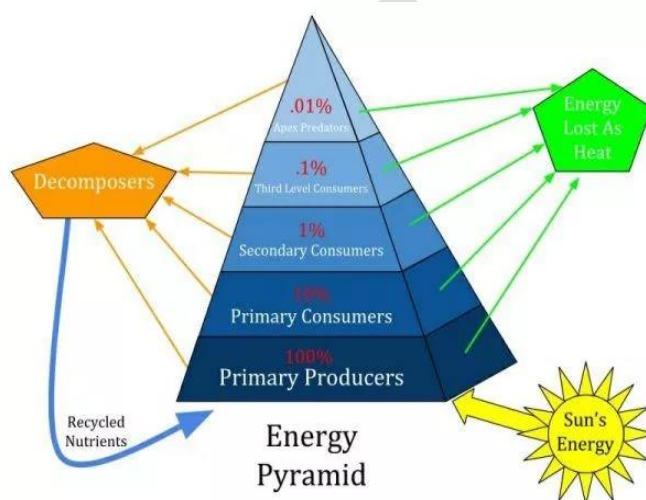 .01%
Apex Predators
.1%
Third Level Consumers
1%
Secondary Consumers
10%
Primary Consumers
100%
Primary Producers
Decomposers
Energy
Lost As
Heat
Recycled
Nutrients
Sun's
Energy
Energy
Pyramid